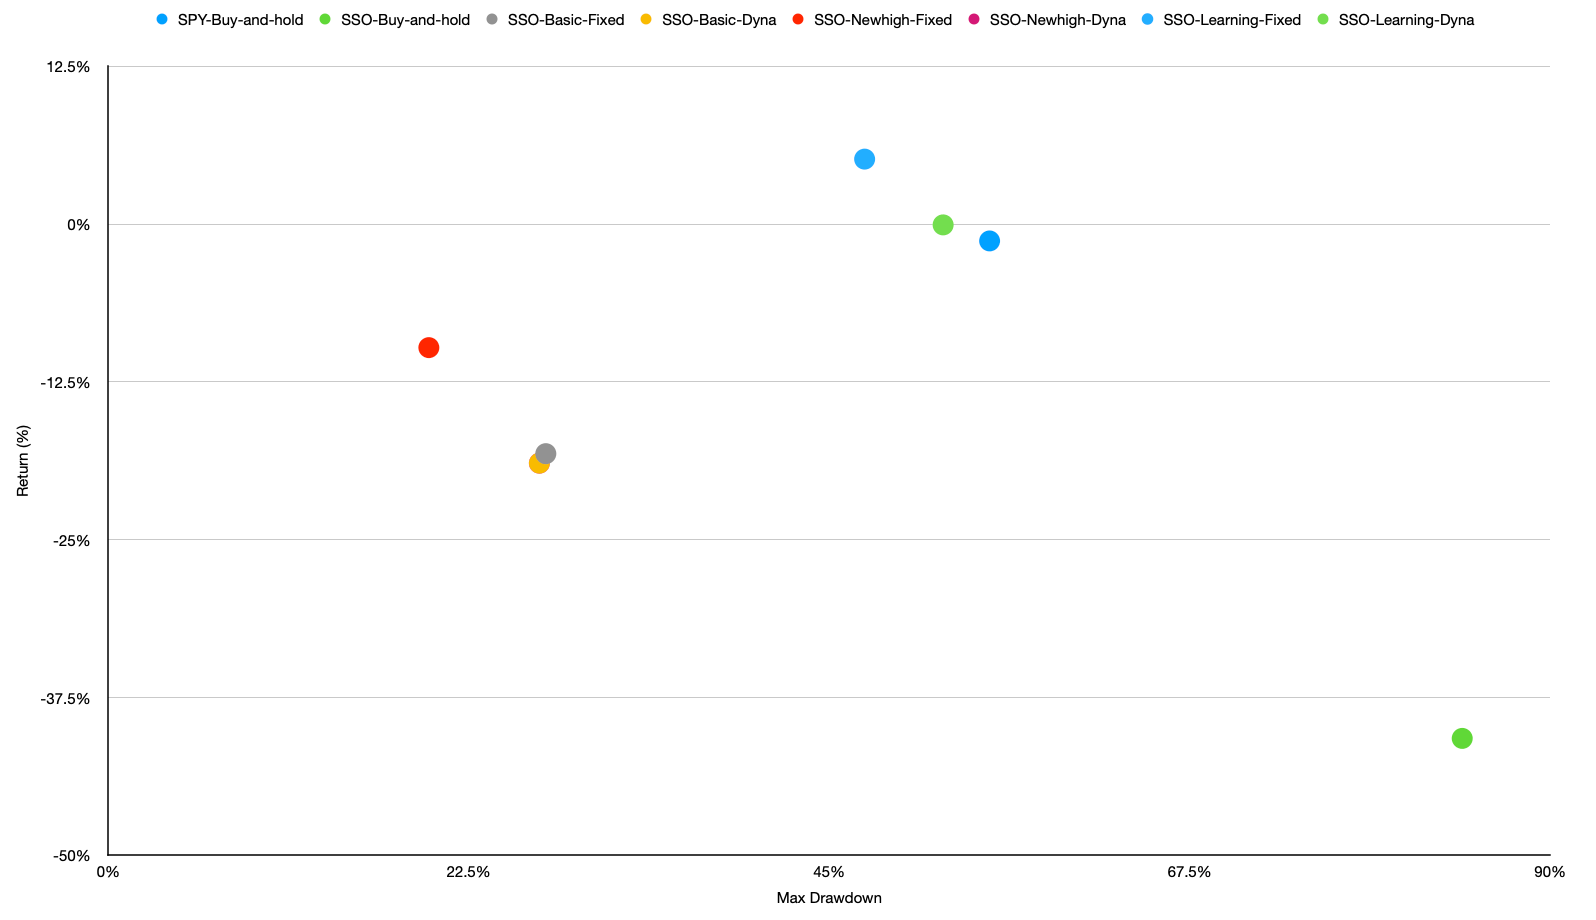 SPY-Buy-and-hold SSO-Buy-and-hold SSO-Basic-Fixed SSO-Basic-Dyna SSO-Newhigh-Fixed SSO-Newhigh-Dyna SSO-Learning-Fixed SSO-Learning-Dyna
12.5%
0%
-12.5%
Return (%)
-25%
-37.5%
-50%
0% 22.5% 45% 67.5% 90%
Max Drawdown